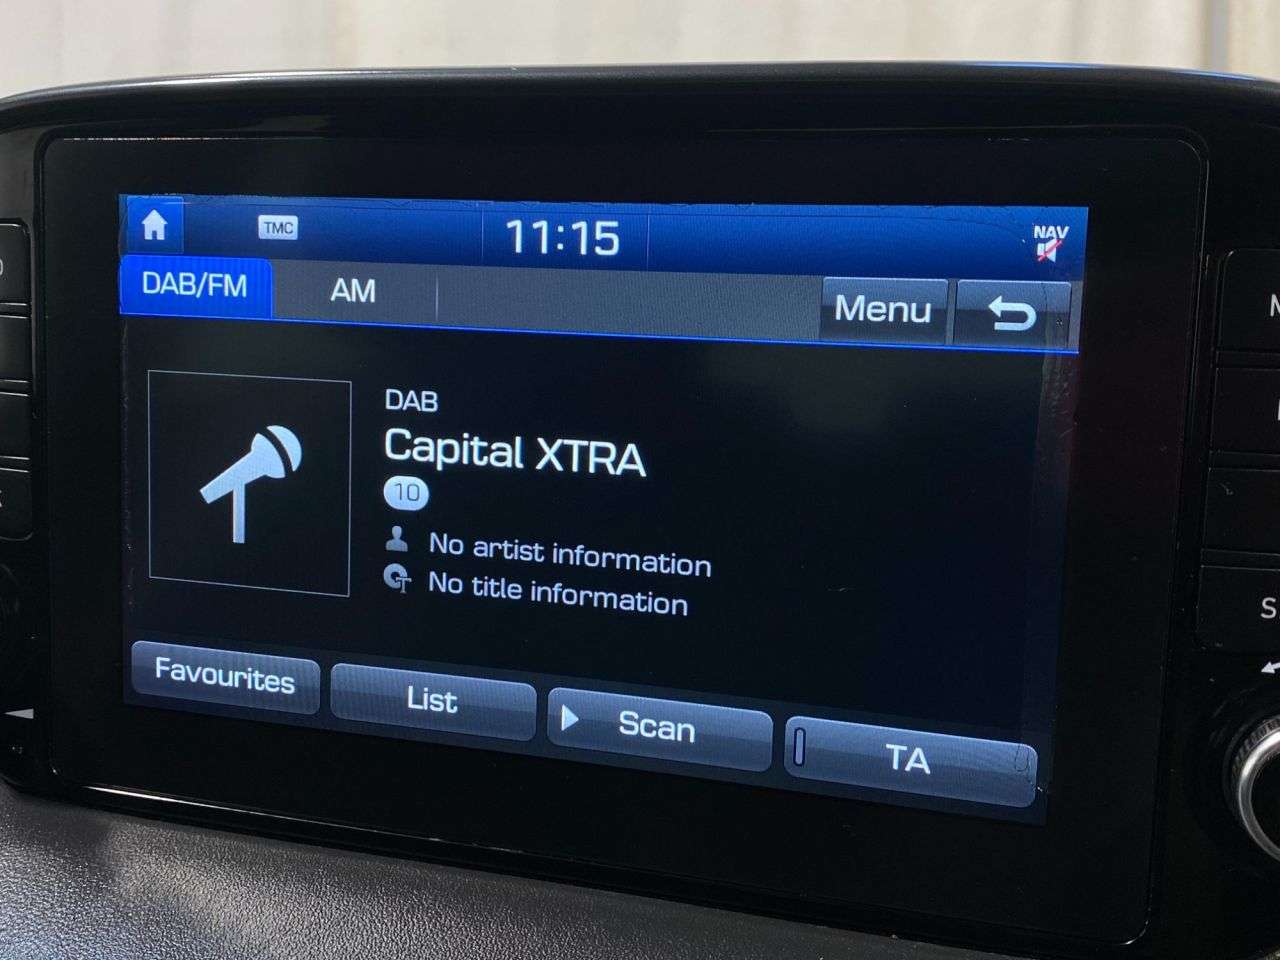 TMC
11:15
NAV
DAB/FM
AM
Menu
DAB
Capital XTRA
10
No artist information
No title information
Favourites
List
Scan
TA